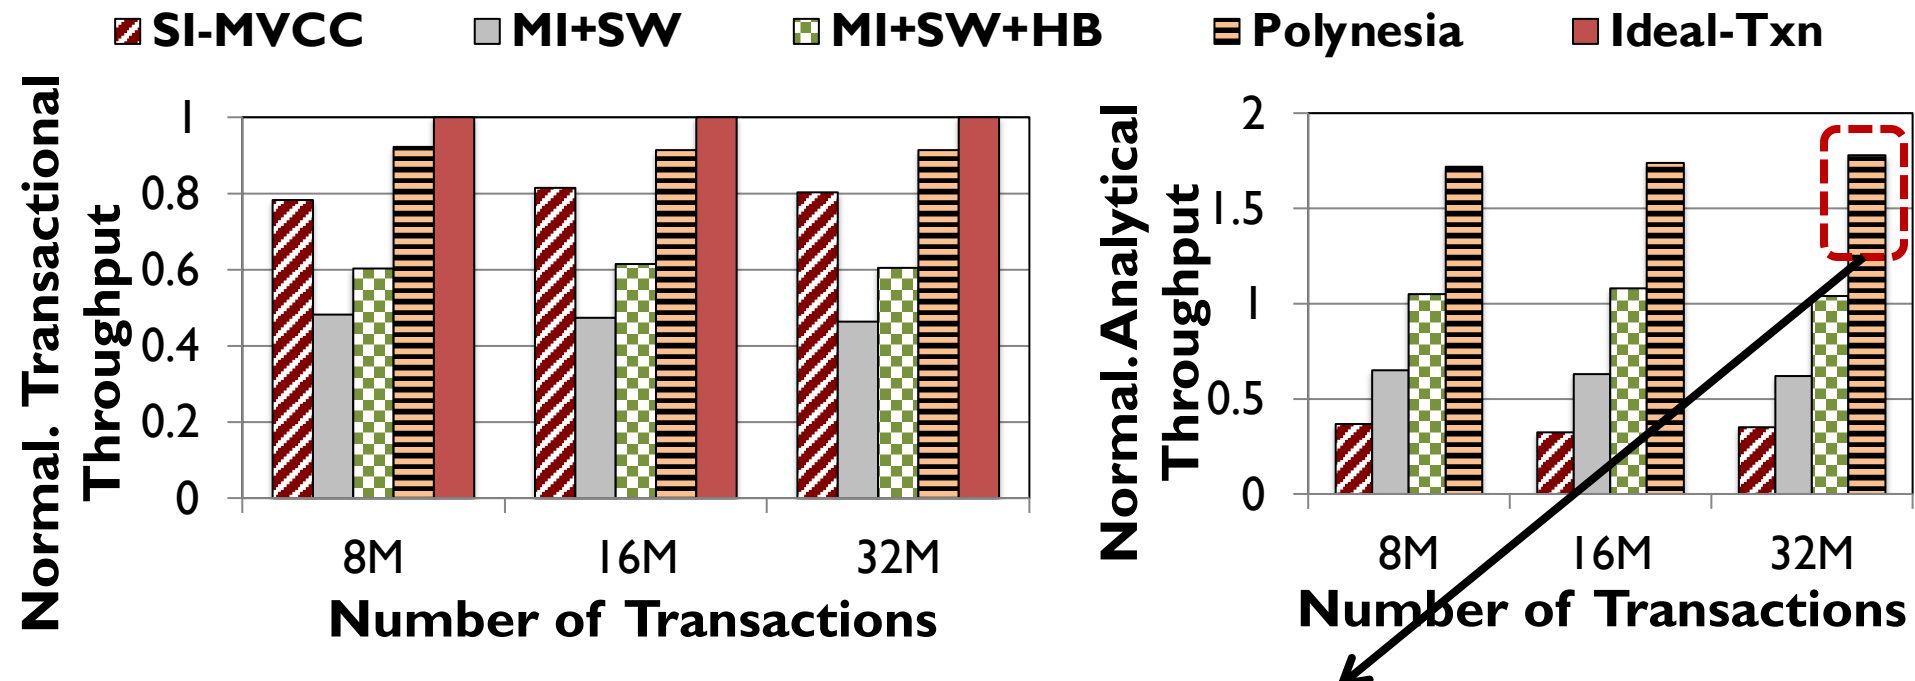 SI-MVCC MI+SW MI+SW+HB Polynesia Ideal-Txn
Normal. Transactional
Throughput
1
0.8
0.6
0.4
0.2
0
8M 16M 32M
Number of Transactions
Normal. Analytical
Throughput
2
1.5
1
0.5
0
8M 16M 32M
Number of Transactions